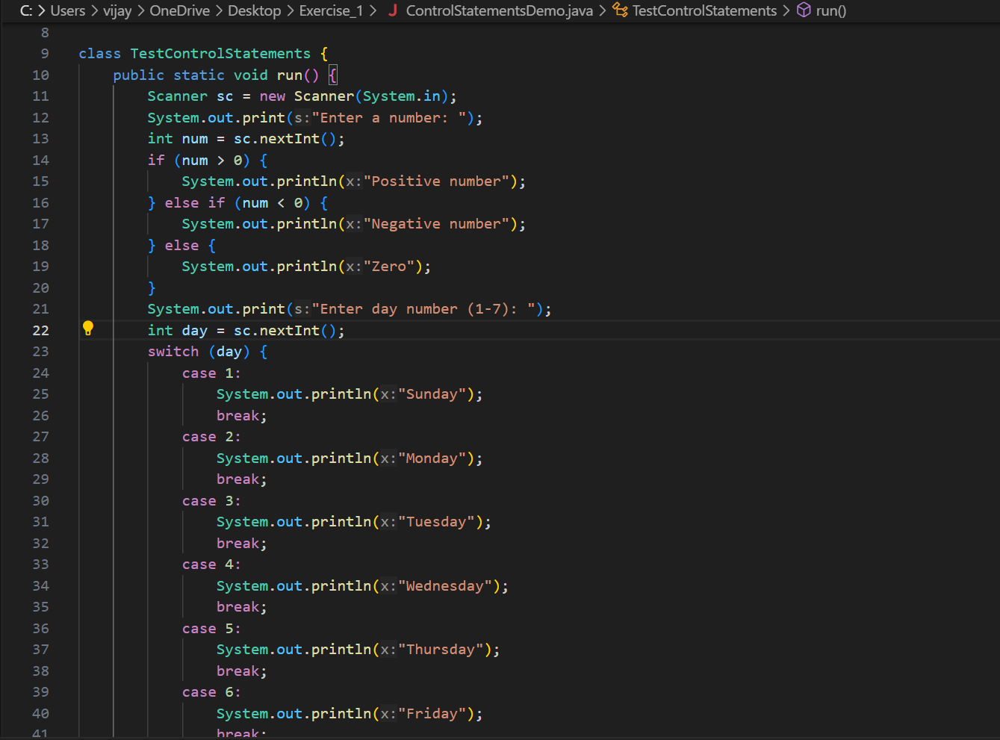 C: > Users > vijay > OneDrive > Desktop > Exercise_1 > J ControlStatementsDemo.java > TestControlStatements > run()
8
9 class TestControlStatements {
10     public static void run() {
11         Scanner sc = new Scanner(System.in);
12         System.out.print(s:"Enter a number: ");
13         int num = sc.nextInt();
14         if (num > 0) {
15             System.out.println(x:"Positive number");
16         } else if (num < 0) {
17             System.out.println(x:"Negative number");
18         } else {
19             System.out.println(x:"Zero");
20         }
21         System.out.print(s:"Enter day number (1-7): ");
22         int day = sc.nextInt();
23         switch (day) {
24             case 1:
25                 System.out.println(x:"Sunday");
26                 break;
27             case 2:
28                 System.out.println(x:"Monday");
29                 break;
30             case 3:
31                 System.out.println(x:"Tuesday");
32                 break;
33             case 4:
34                 System.out.println(x:"Wednesday");
35                 break;
36             case 5:
37                 System.out.println(x:"Thursday");
38                 break;
39             case 6:
40                 System.out.println(x:"Friday");
41                 break;